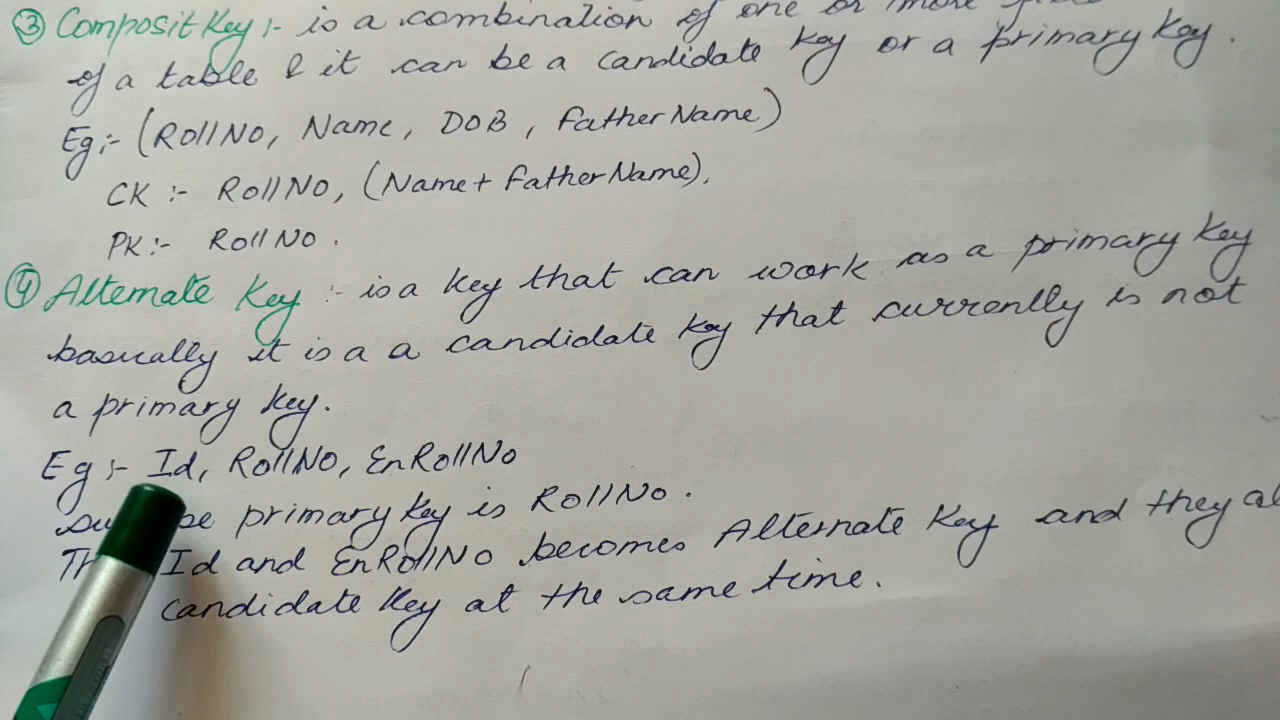 ③ Composit Key :- is a combination of one or more
of a table & it can be a candidate key or a primary key.
Eg:- (RollNo, Name, DOB, FatherName)
CK :- RollNo, (Name+ FatherName),
PK:- RollNo.
④ Alternate Key :- is a key that can work as a primary key
basically it is a a candidate key that currently is not
a primary key.
Eg:- Id, RollNo, EnRollNo
primary key is RollNo.
Id and EnRollNo becomes Alternate Key and they
candidate key at the same time.